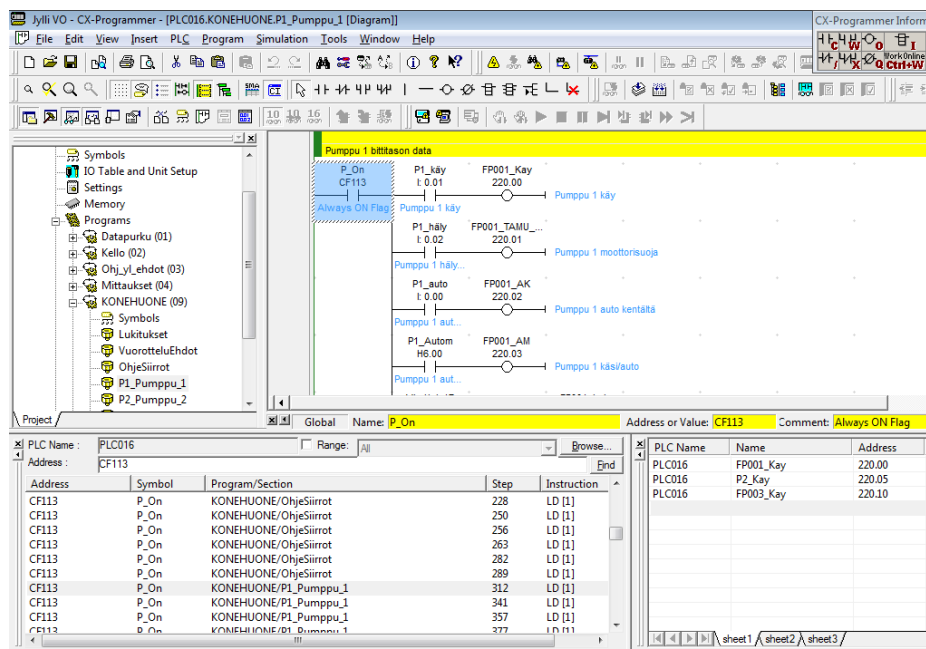 Jylli VO - CX-Programmer - [PLC016.KONEHUONE.P1_Pumppu_1 [Diagram]]
CX-Programmer Inform
File Edit View Insert PLC Program Simulation Tools Window Help
WorkOnline
Ctrl+W
10 16
Symbols
IO Table and Unit Setup
Settings
Memory
Programs
Datapurku (01)
Kello (02)
Ohj_yl_ehdot (03)
Mittaukset (04)
KONEHUONE (09)
Symbols
Lukitukset
VuorotteluEhdot
OhjeSiirrot
P1_Pumppu_1
P2_Pumppu_2
Project
Pumppu 1 bittitason data
P_On P1_käy FP001_Kay
CF113 I: 0.01 220.00
Pumppu 1 käy
Always ON Flag Pumppu 1 käy
P1_häly FP001_TAMU_...
I: 0.02 220.01
Pumppu 1 moottorisuoja
Pumppu 1 häly...
P1_auto FP001_AK
I: 0.00 220.02
Pumppu 1 auto kentältä
Pumppu 1 aut...
P1_Autom FP001_AM
H6.00 220.03
Pumppu 1 käsi/auto
Pumppu 1 aut...
Global Name: P_On Address or Value: CF113 Comment: Always ON Flag
PLC Name : PLC016 Range: All Browse...
Address : CF113 Find
Address Symbol Program/Section Step Instruction
CF113 P_On KONEHUONE/OhjeSiirrot 228 LD [1]
CF113 P_On KONEHUONE/OhjeSiirrot 250 LD [1]
CF113 P_On KONEHUONE/OhjeSiirrot 256 LD [1]
CF113 P_On KONEHUONE/OhjeSiirrot 263 LD [1]
CF113 P_On KONEHUONE/OhjeSiirrot 282 LD [1]
CF113 P_On KONEHUONE/OhjeSiirrot 289 LD [1]
CF113 P_On KONEHUONE/P1_Pumppu_1 312 LD [1]
CF113 P_On KONEHUONE/P1_Pumppu_1 341 LD [1]
CF113 P_On KONEHUONE/P1_Pumppu_1 357 LD [1]
CF113 P_On KONEHUONE/P1_Pumppu_1 377 LD [1]
PLC Name Name Address
PLC016 FP001_Kay 220.00
PLC016 P2_Kay 220.05
PLC016 FP003_Kay 220.10
sheet1 sheet2 sheet3